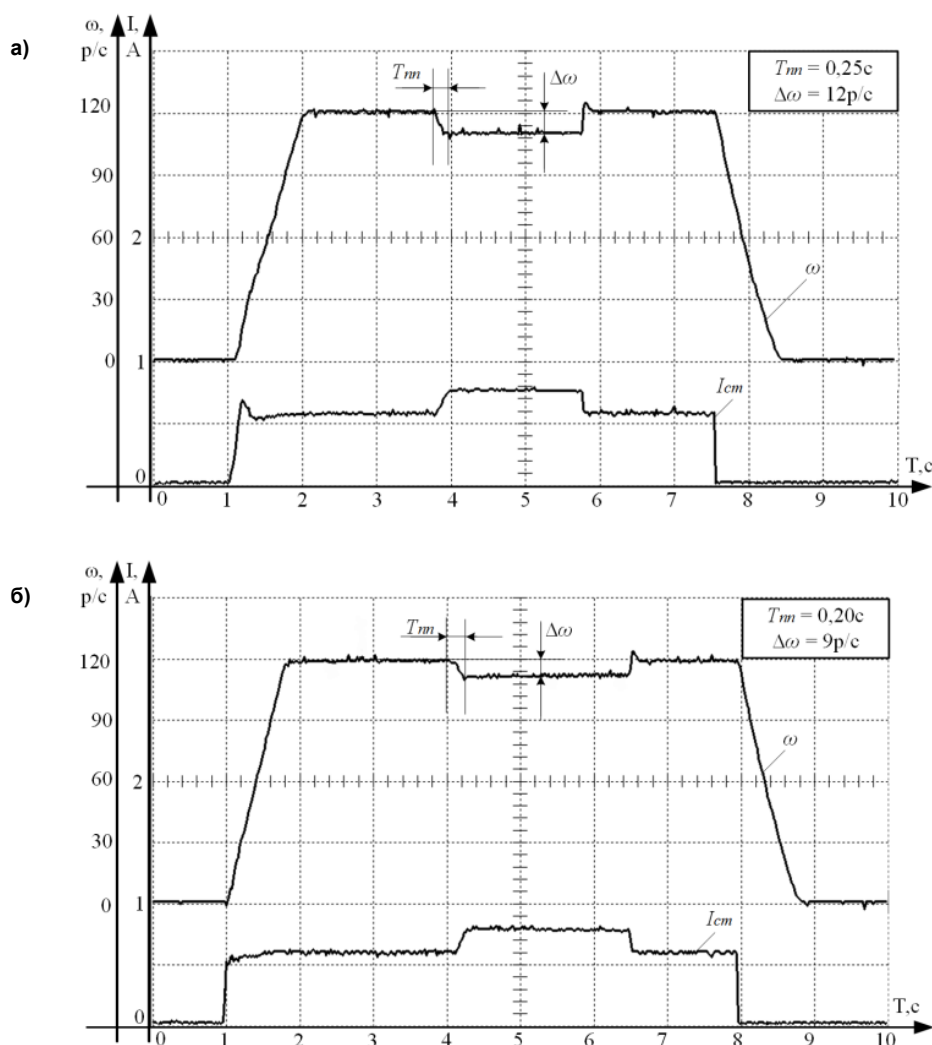 а)
ω, I,
р/с А
Tпп
Δω
Tпп = 0,25с
Δω = 12р/с
120
90
60 2
30
ω
0 1
Iст
0
T,с
0 1 2 3 4 5 6 7 8 9 10
б)
ω, I,
р/с А
Tпп
Δω
Tпп = 0,20с
Δω = 9р/с
120
90
ω
60 2
30
0 1
Iст
0
T,с
0 1 2 3 4 5 6 7 8 9 10